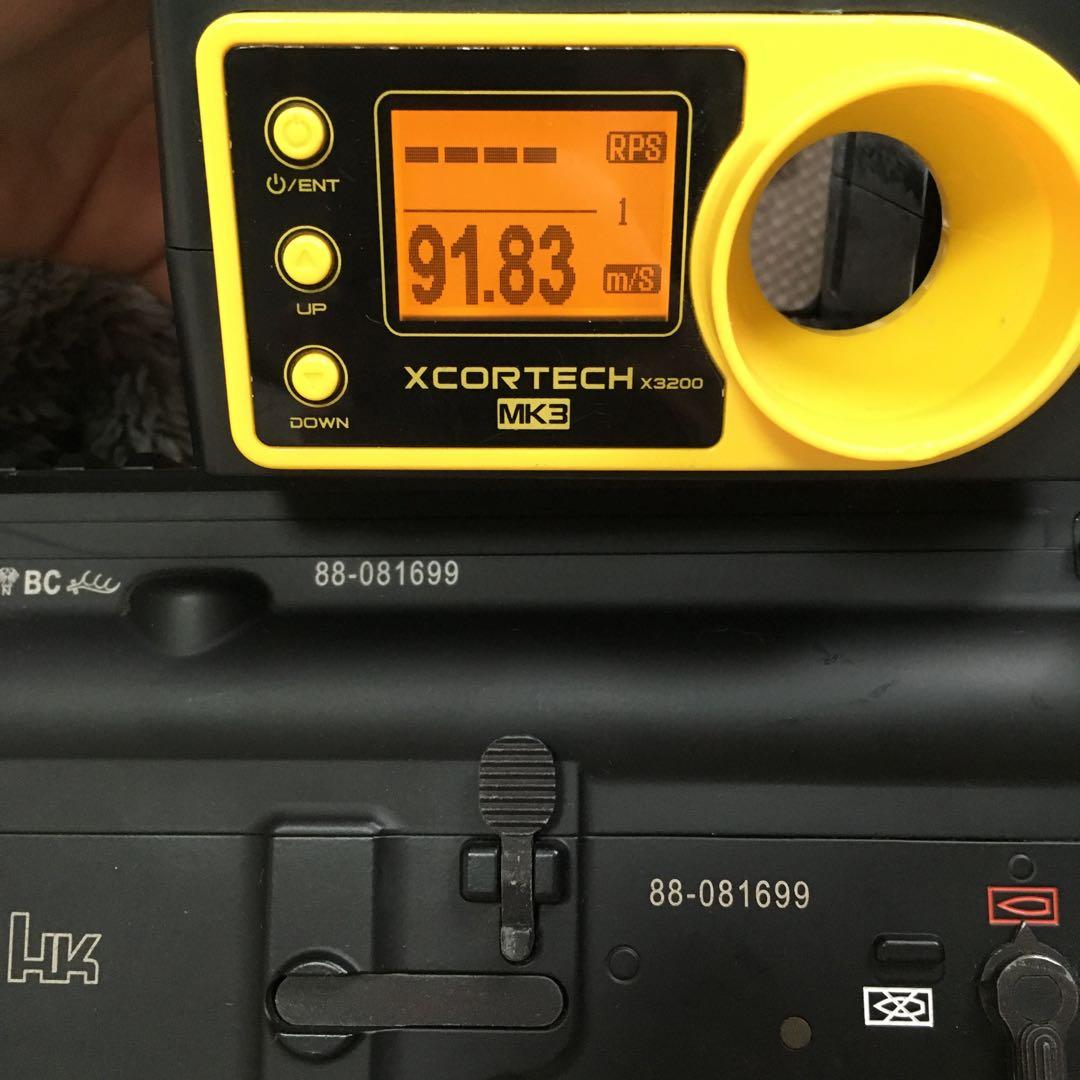 ---- RPS
1
91.83 m/S
⏻/ENT
UP
DOWN
XCORTECH X3200
MK3
N BC
88-081699
88-081699
HK